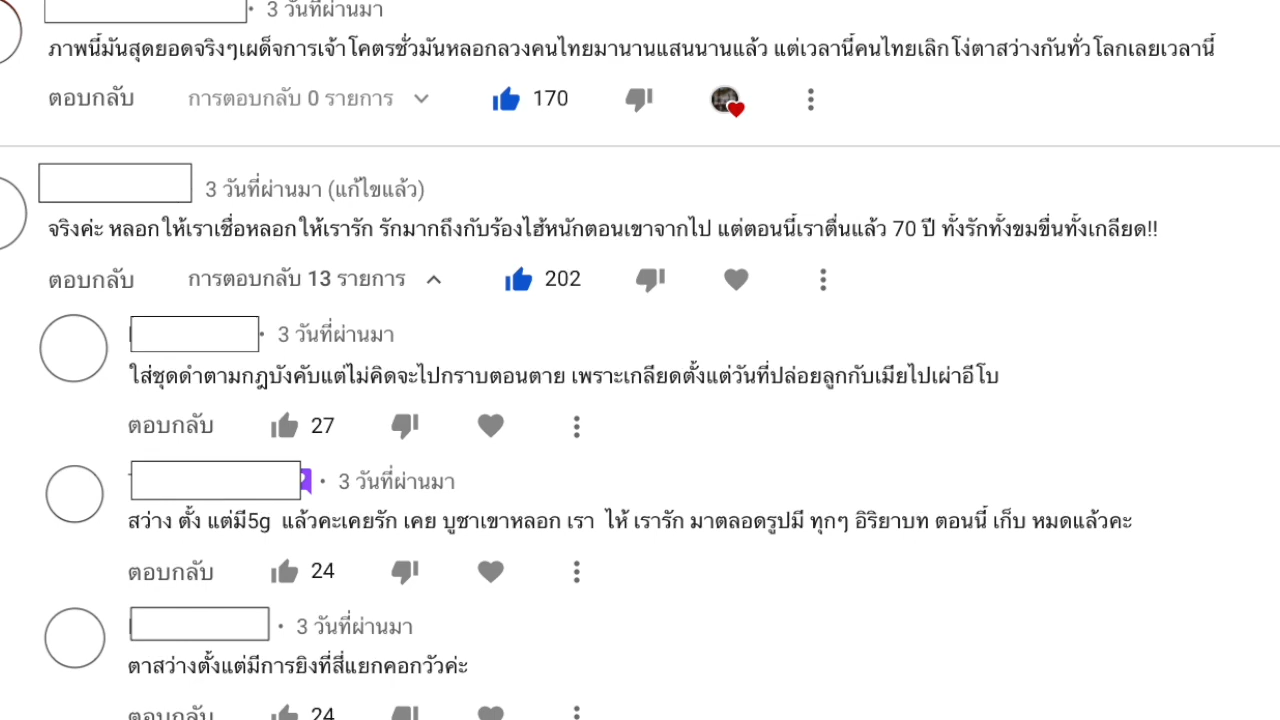 • 3 วันที่ผ่านมา
ภาพนี้มันสุดยอดจริงๆเผด็จการเจ้าโคตรชั่วมันหลอกลวงคนไทยมานานแสนนานแล้ว แต่เวลานี้คนไทยเลิกโง่ตาสว่างกันทั่วโลกเลยเวลานี้
ตอบกลับ การตอบกลับ 0 รายการ 170
3 วันที่ผ่านมา (แก้ไขแล้ว)
จริงค่ะ หลอกให้เราเชื่อหลอกให้เรารัก รักมากถึงกับร้องไฮ้หนักตอนเขาจากไป แต่ตอนนี้เราตื่นแล้ว 70 ปี ทั้งรักทั้งขมขื่นทั้งเกลียด!!
ตอบกลับ การตอบกลับ 13 รายการ 202
• 3 วันที่ผ่านมา
ใส่ชุดดำตามกฎบังคับแต่ไม่คิดจะไปกราบตอนตาย เพราะเกลียดตั้งแต่วันที่ปล่อยลูกกับเมียไปเผ่าอีโบ
ตอบกลับ 27
• 3 วันที่ผ่านมา
สว่าง ตั้ง แต่มี5g แล้วคะเคยรัก เคย บูชาเขาหลอก เรา ไห้ เรารัก มาตลอดรูปมี ทุกๆ อิริยาบท ตอนนี้ เก็บ หมดแล้วคะ
ตอบกลับ 24
• 3 วันที่ผ่านมา
ตาสว่างตั้งแต่มีการยิงที่สี่แยกคอกวัวค่ะ
ตอบกลับ 24